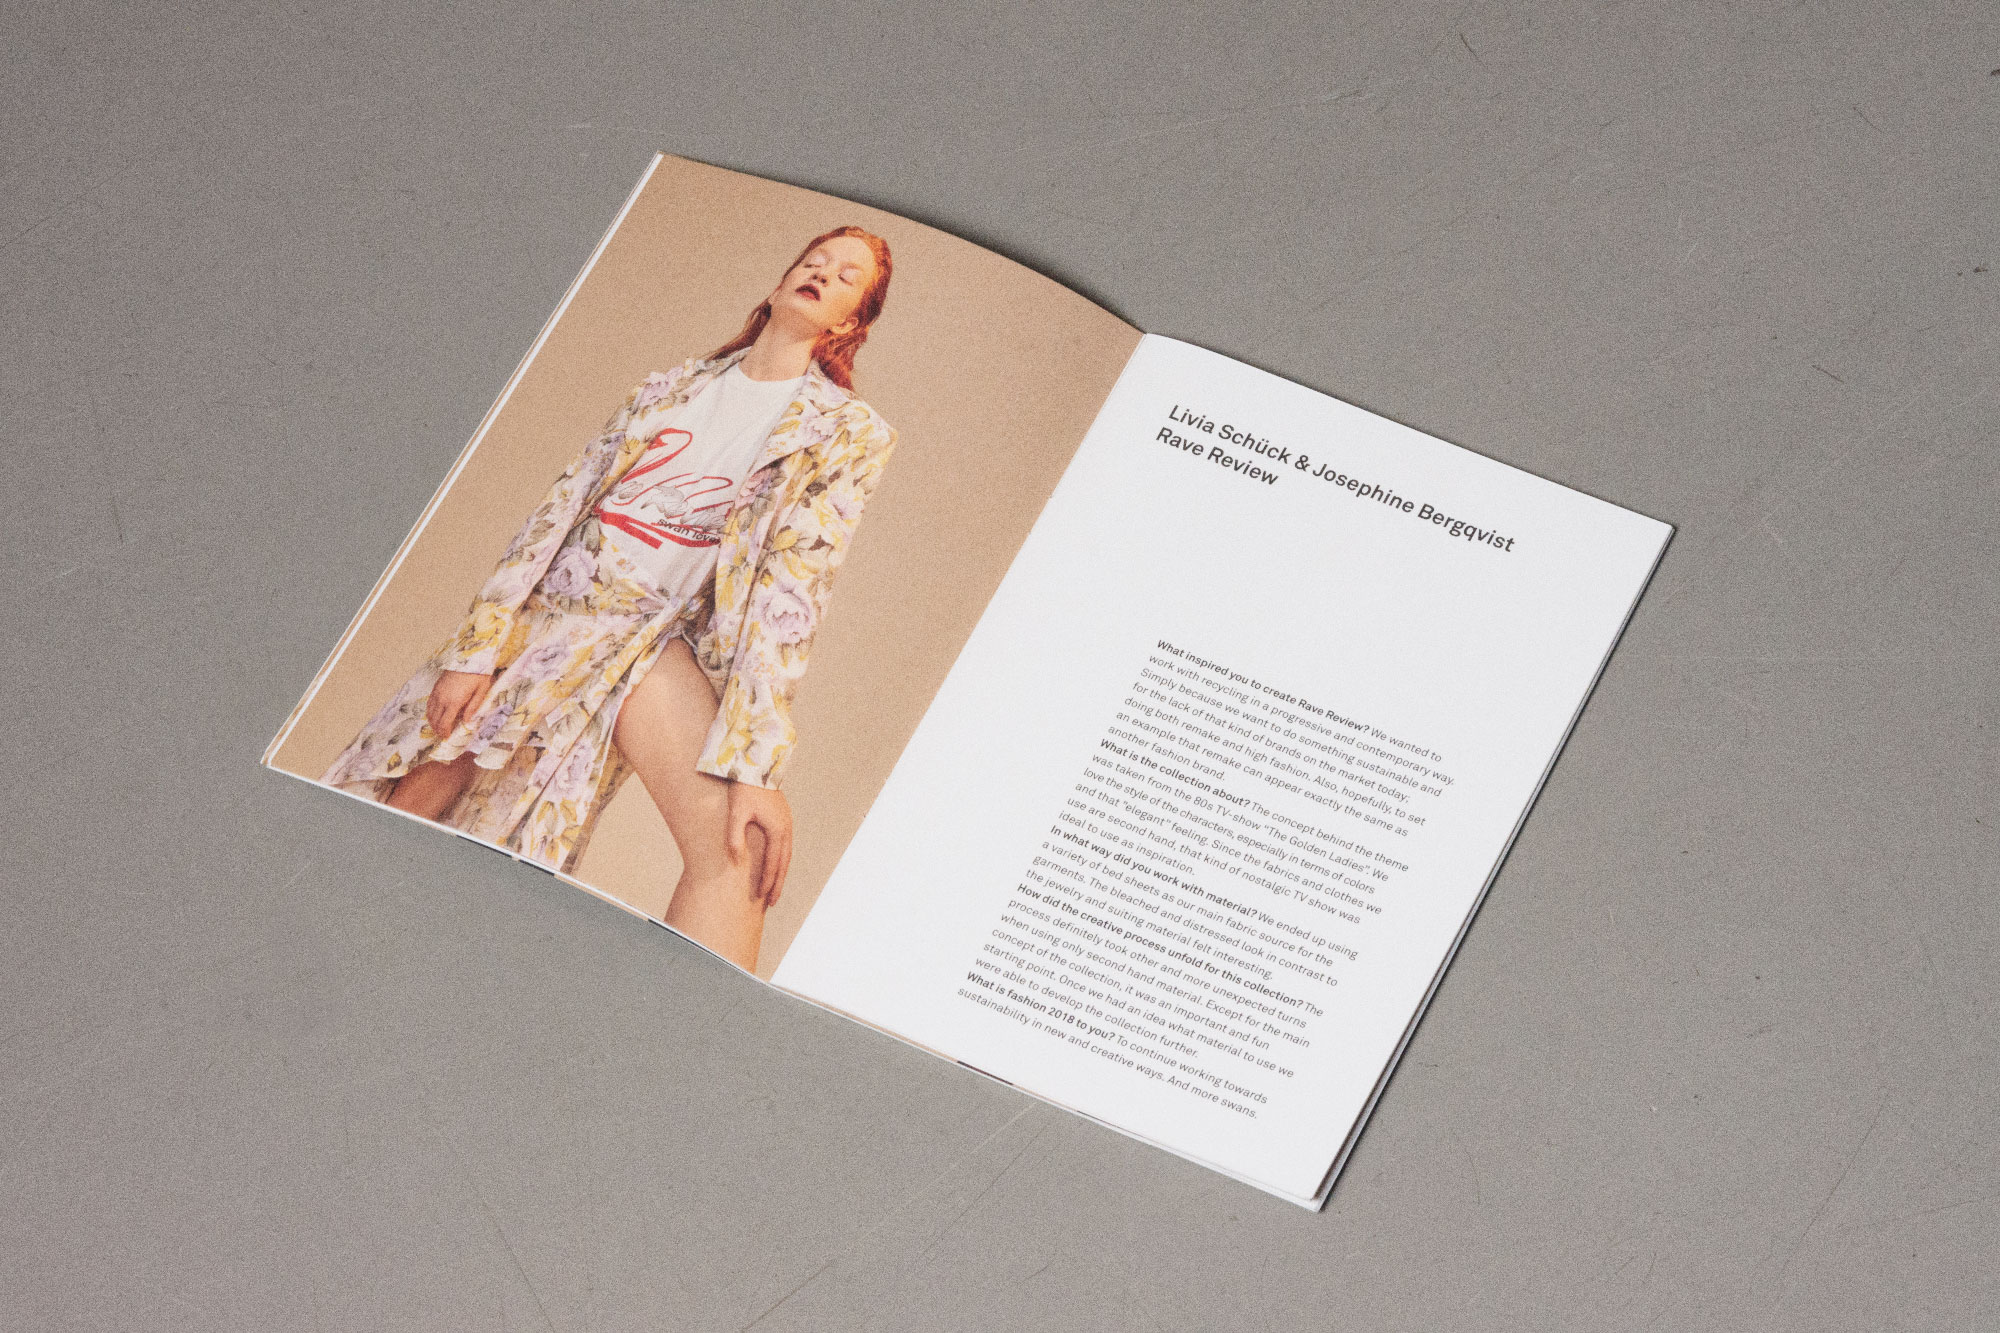 swan love
Livia Schück & Josephine Bergqvist
Rave Review
What inspired you to create Rave Review? We wanted to
work with recycling in a progressive and contemporary way.
Simply because we want to do something sustainable and
for the lack of that kind of brands on the market today;
doing both remake and high fashion. Also, hopefully, to set
an example that remake can appear exactly the same as
another fashion brand.
What is the collection about? The concept behind the theme
was taken from the 80s TV-show "The Golden Ladies". We
love the style of the characters, especially in terms of colors
and that "elegant" feeling. Since the fabrics and clothes we
use are second hand, that kind of nostalgic TV show was
ideal to use as inspiration.
In what way did you work with material? We ended up using
a variety of bed sheets as our main fabric source for the
garments. The bleached and distressed look in contrast to
the jewelry and suiting material felt interesting.
How did the creative process unfold for this collection? The
process definitely took other and more unexpected turns
when using only second hand material. Except for the main
concept of the collection, it was an important and fun
starting point. Once we had an idea what material to use we
were able to develop the collection further.
What is fashion 2018 to you? To continue working towards
sustainability in new and creative ways. And more swans.